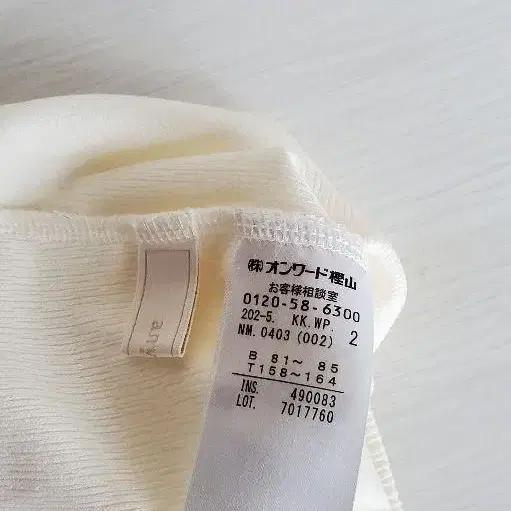 ㈱オンワード樫山
お客様相談室
0120-58-6300
202-5. KK.WP. 2
NM. 0403 (002)
B 81～ 85
T158～164
INS. 490083
LOT. 7017760
any